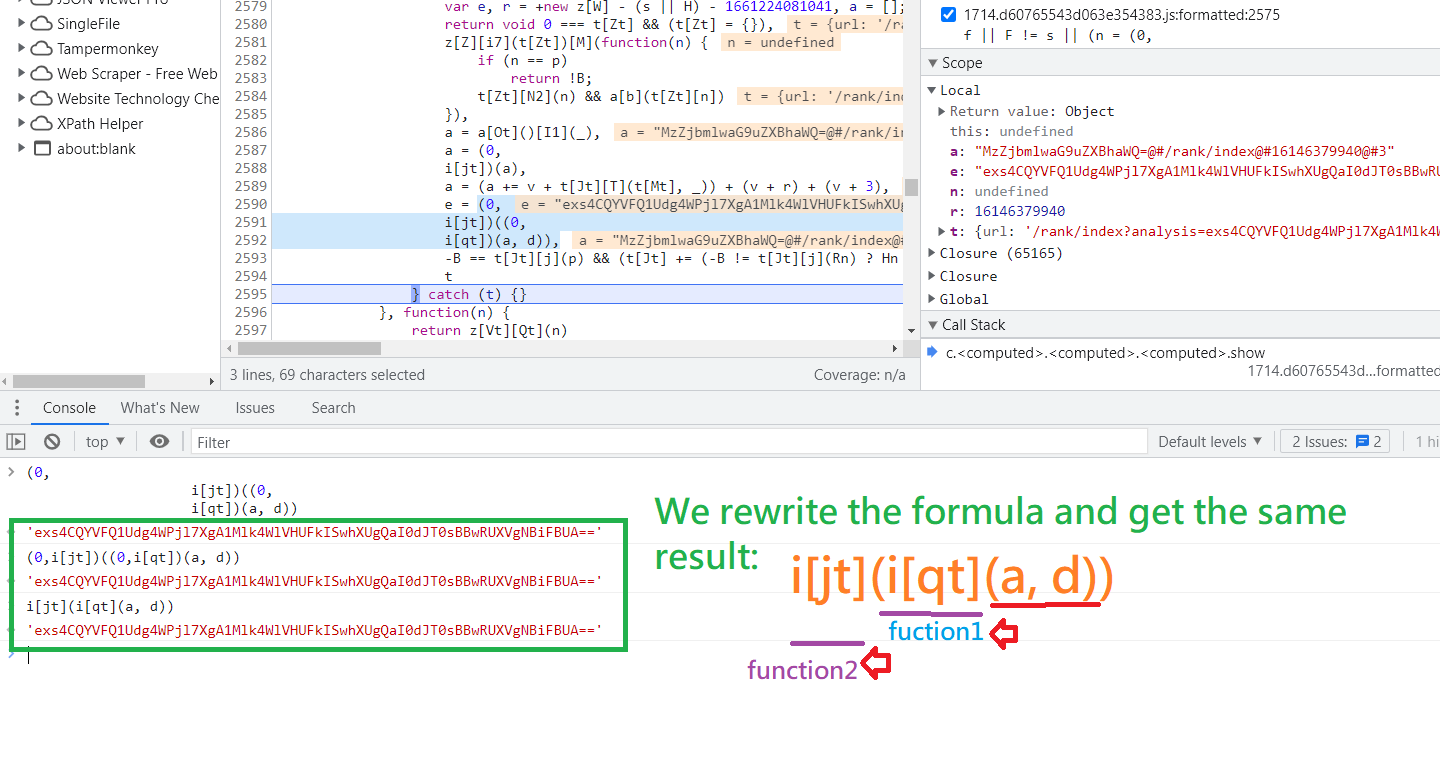 JSON Viewer Pro
SingleFile
Tampermonkey
Web Scraper - Free Web
Website Technology Che
XPath Helper
about:blank
2579 var e, r = +new z[W] - (s || H) - 1661224081041, a = [];
2580 return void 0 === t[Zt] && (t[Zt] = {}), t = {url: '/ra
2581 z[Z][i7](t[Zt])[M](function(n) { n = undefined
2582 if (n == p)
2583 return !B;
2584 t[Zt][N2](n) && a[b](t[Zt][n]) t = {url: '/rank/ind
2585 }),
2586 a = a[Ot]()[I1](_), a = "MzZjbmlwaG9uZXBhaWQ=@#/rank/in
2587 a = (0,
2588 i[jt])(a),
2589 a = (a += v + t[Jt][T](t[Mt], _)) + (v + r) + (v + 3),
2590 e = (0, e = "exs4CQYVFQ1Udg4WPjl7XgA1Mlk4WlVHUFkISwhXUg
2591 i[jt])((0,
2592 i[qt])(a, d)), a = "MzZjbmlwaG9uZXBhaWQ=@#/rank/index@#
2593 -B == t[Jt][j](p) && (t[Jt] += (-B != t[Jt][j](Rn) ? Hn
2594 t
2595 } catch (t) {}
2596 }, function(n) {
2597 return z[Vt][Qt](n)
3 lines, 69 characters selected Coverage: n/a
1714.d60765543d063e354383.js:formatted:2575
f || F != s || (n = (0,
Scope
Local
Return value: Object
this: undefined
a: "MzZjbmlwaG9uZXBhaWQ=@#/rank/index@#16146379940@#3"
e: "exs4CQYVFQ1Udg4WPjl7XgA1Mlk4WlVHUFkISwhXUgQaI0dJT0sBBwRU
n: undefined
r: 16146379940
t: {url: '/rank/index?analysis=exs4CQYVFQ1Udg4WPjl7XgA1Mlk4W
Closure (65165)
Closure
Global
Call Stack
c.<computed>.<computed>.<computed>.show
1714.d60765543d…formatted
Console What's New Issues Search
top Filter Default levels 2 Issues: 2 1 hi
(0,
i[jt])((0,
i[qt])(a, d))
'exs4CQYVFQ1Udg4WPjl7XgA1Mlk4WlVHUFkISwhXUgQaI0dJT0sBBwRUXVgNBiFBUA=='
(0,i[jt])((0,i[qt])(a, d))
'exs4CQYVFQ1Udg4WPjl7XgA1Mlk4WlVHUFkISwhXUgQaI0dJT0sBBwRUXVgNBiFBUA=='
i[jt](i[qt](a, d))
'exs4CQYVFQ1Udg4WPjl7XgA1Mlk4WlVHUFkISwhXUgQaI0dJT0sBBwRUXVgNBiFBUA=='
We rewrite the formula and get the same
result:
i[jt](i[qt](a, d))
fuction1
function2